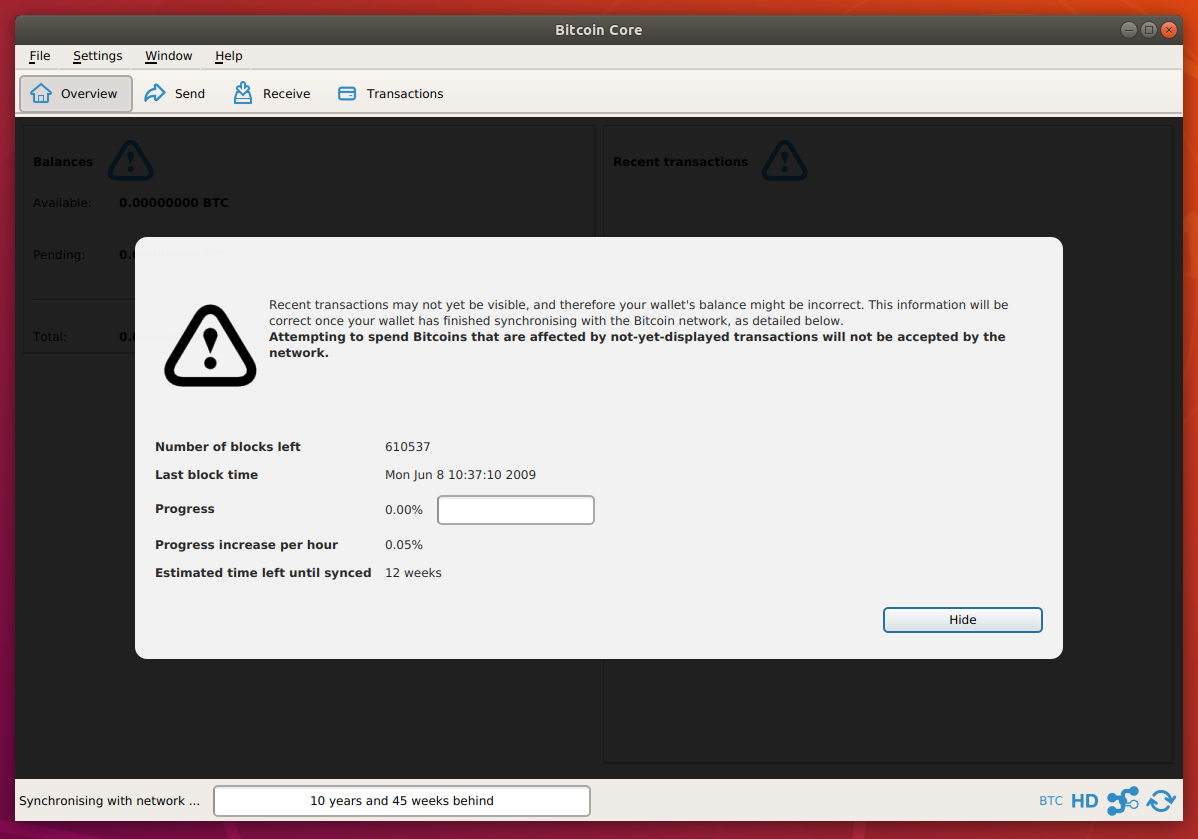 Bitcoin Core
File Settings Window Help
Overview Send Receive Transactions
Balances
Recent transactions
Available: 0.00000000 BTC
Pending:
Total:
Recent transactions may not yet be visible, and therefore your wallet's balance might be incorrect. This information will be
correct once your wallet has finished synchronising with the Bitcoin network, as detailed below.
Attempting to spend Bitcoins that are affected by not-yet-displayed transactions will not be accepted by the
network.
Number of blocks left 610537
Last block time Mon Jun 8 10:37:10 2009
Progress 0.00%
Progress increase per hour 0.05%
Estimated time left until synced 12 weeks
Hide
Synchronising with network ... 10 years and 45 weeks behind BTC HD